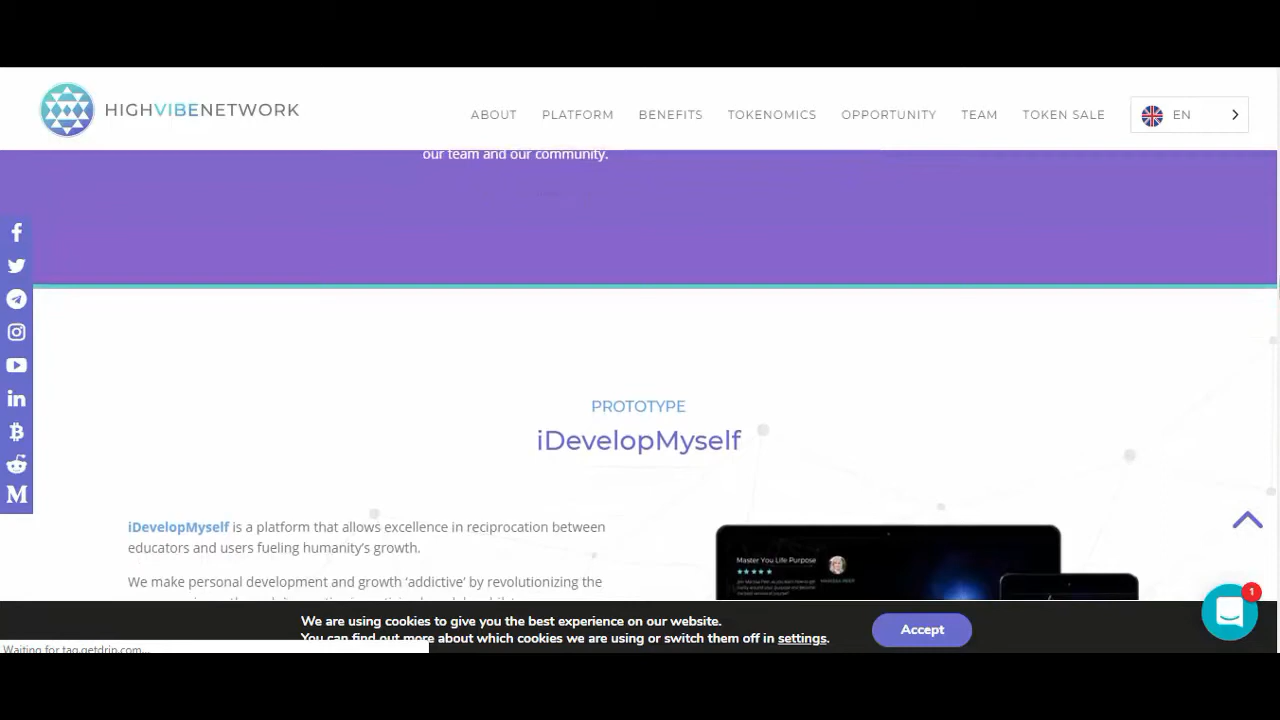 HIGHVIBENETWORK
ABOUT PLATFORM BENEFITS TOKENOMICS OPPORTUNITY TEAM TOKEN SALE EN
our team and our community.
PROTOTYPE
iDevelopMyself
iDevelopMyself is a platform that allows excellence in reciprocation between
educators and users fueling humanity's growth.
We make personal development and growth ‘addictive’ by revolutionizing the
Master You Life Purpose
We are using cookies to give you the best experience on our website.
You can find out more about which cookies we are using or switch them off in settings.
Accept
1
Waiting for tag.getdrip.com...